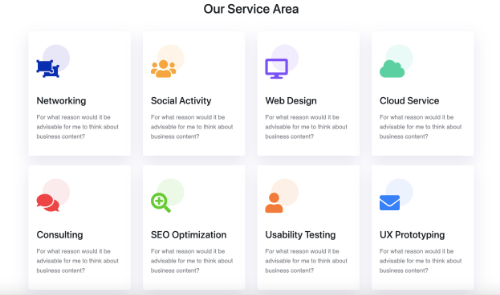 Our Service Area
Networking
For what reason would it be
advisable for me to think about
business content?
Social Activity
For what reason would it be
advisable for me to think about
business content?
Web Design
For what reason would it be
advisable for me to think about
business content?
Cloud Service
For what reason would it be
advisable for me to think about
business content?
Consulting
For what reason would it be
advisable for me to think about
business content?
SEO Optimization
For what reason would it be
advisable for me to think about
business content?
Usability Testing
For what reason would it be
advisable for me to think about
business content?
UX Prototyping
For what reason would it be
advisable for me to think about
business content?